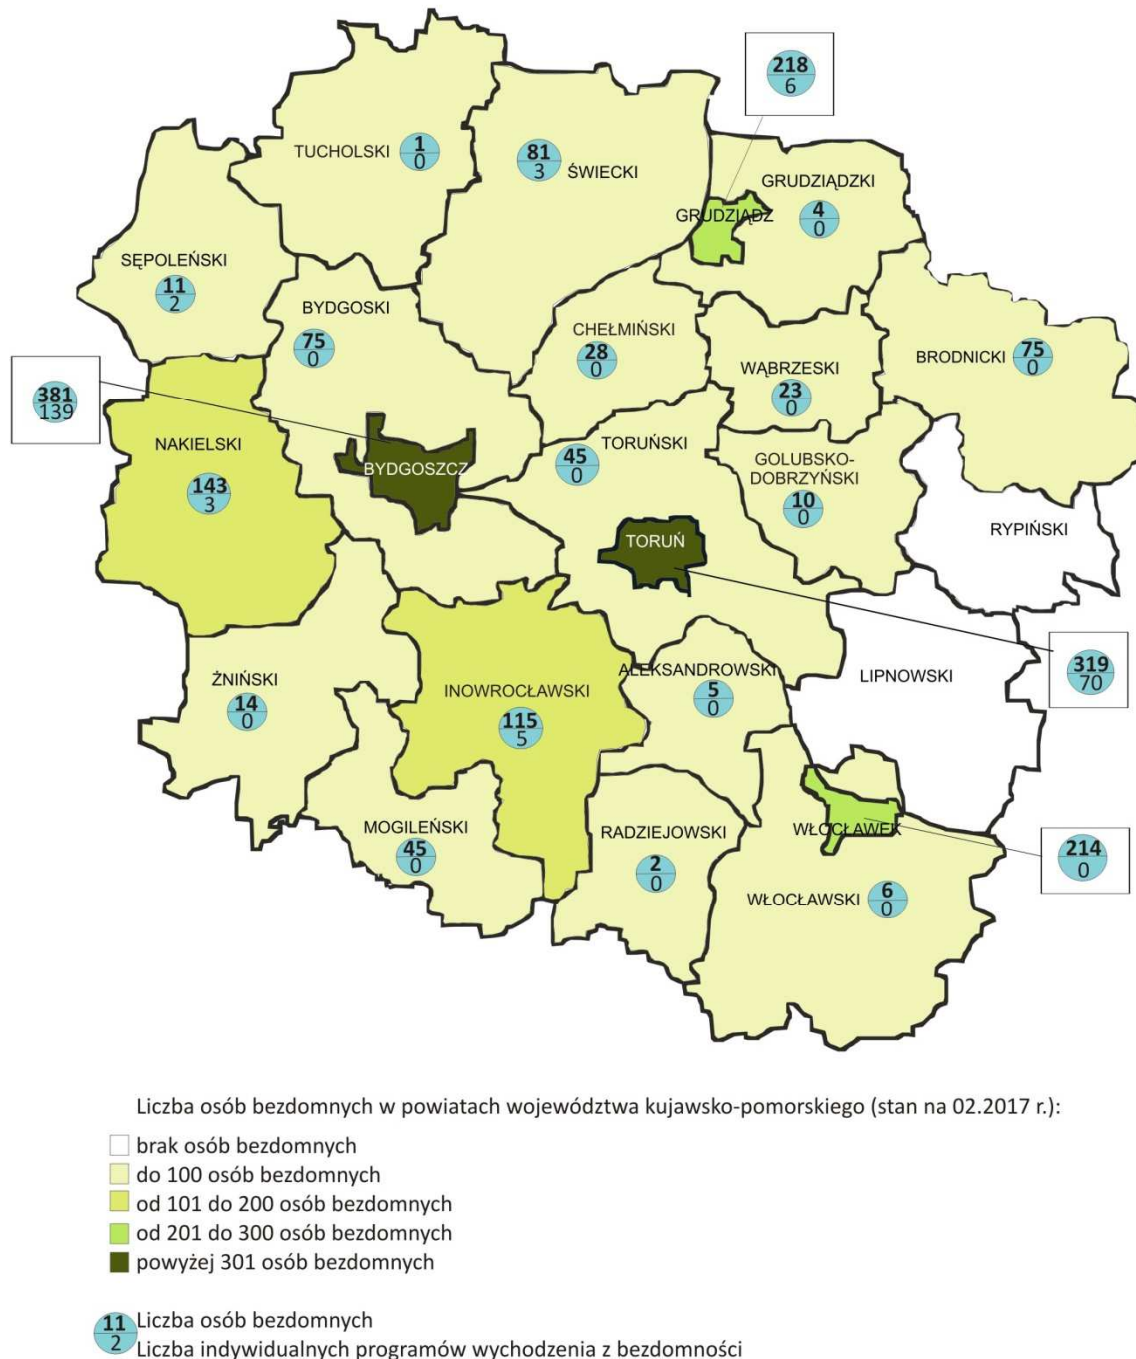 218
6
TUCHOLSKI
1
0
81
3
ŚWIECKI
GRUDZIĄDZKI
4
0
GRUDZIĄDZ
SĘPOLEŃSKI
11
2
BYDGOSKI
75
0
CHEŁMIŃSKI
28
0
WĄBRZESKI
23
0
BRODNICKI
75
0
381
139
NAKIELSKI
143
3
BYDGOSZCZ
45
0
TORUŃSKI
GOLUBSKO-
DOBRZYŃSKI
10
0
RYPIŃSKI
TORUŃ
319
70
ŻNIŃSKI
14
0
INOWROCŁAWSKI
115
5
ALEKSANDROWSKI
5
0
LIPNOWSKI
MOGILEŃSKI
45
0
RADZIEJOWSKI
2
0
WŁOCŁAWEK
214
0
WŁOCŁAWSKI
6
0
Liczba osób bezdomnych w powiatach województwa kujawsko-pomorskiego (stan na 02.2017 r.):
brak osób bezdomnych
do 100 osób bezdomnych
od 101 do 200 osób bezdomnych
od 201 do 300 osób bezdomnych
powyżej 301 osób bezdomnych
11
2
Liczba osób bezdomnych
Liczba indywidualnych programów wychodzenia z bezdomności